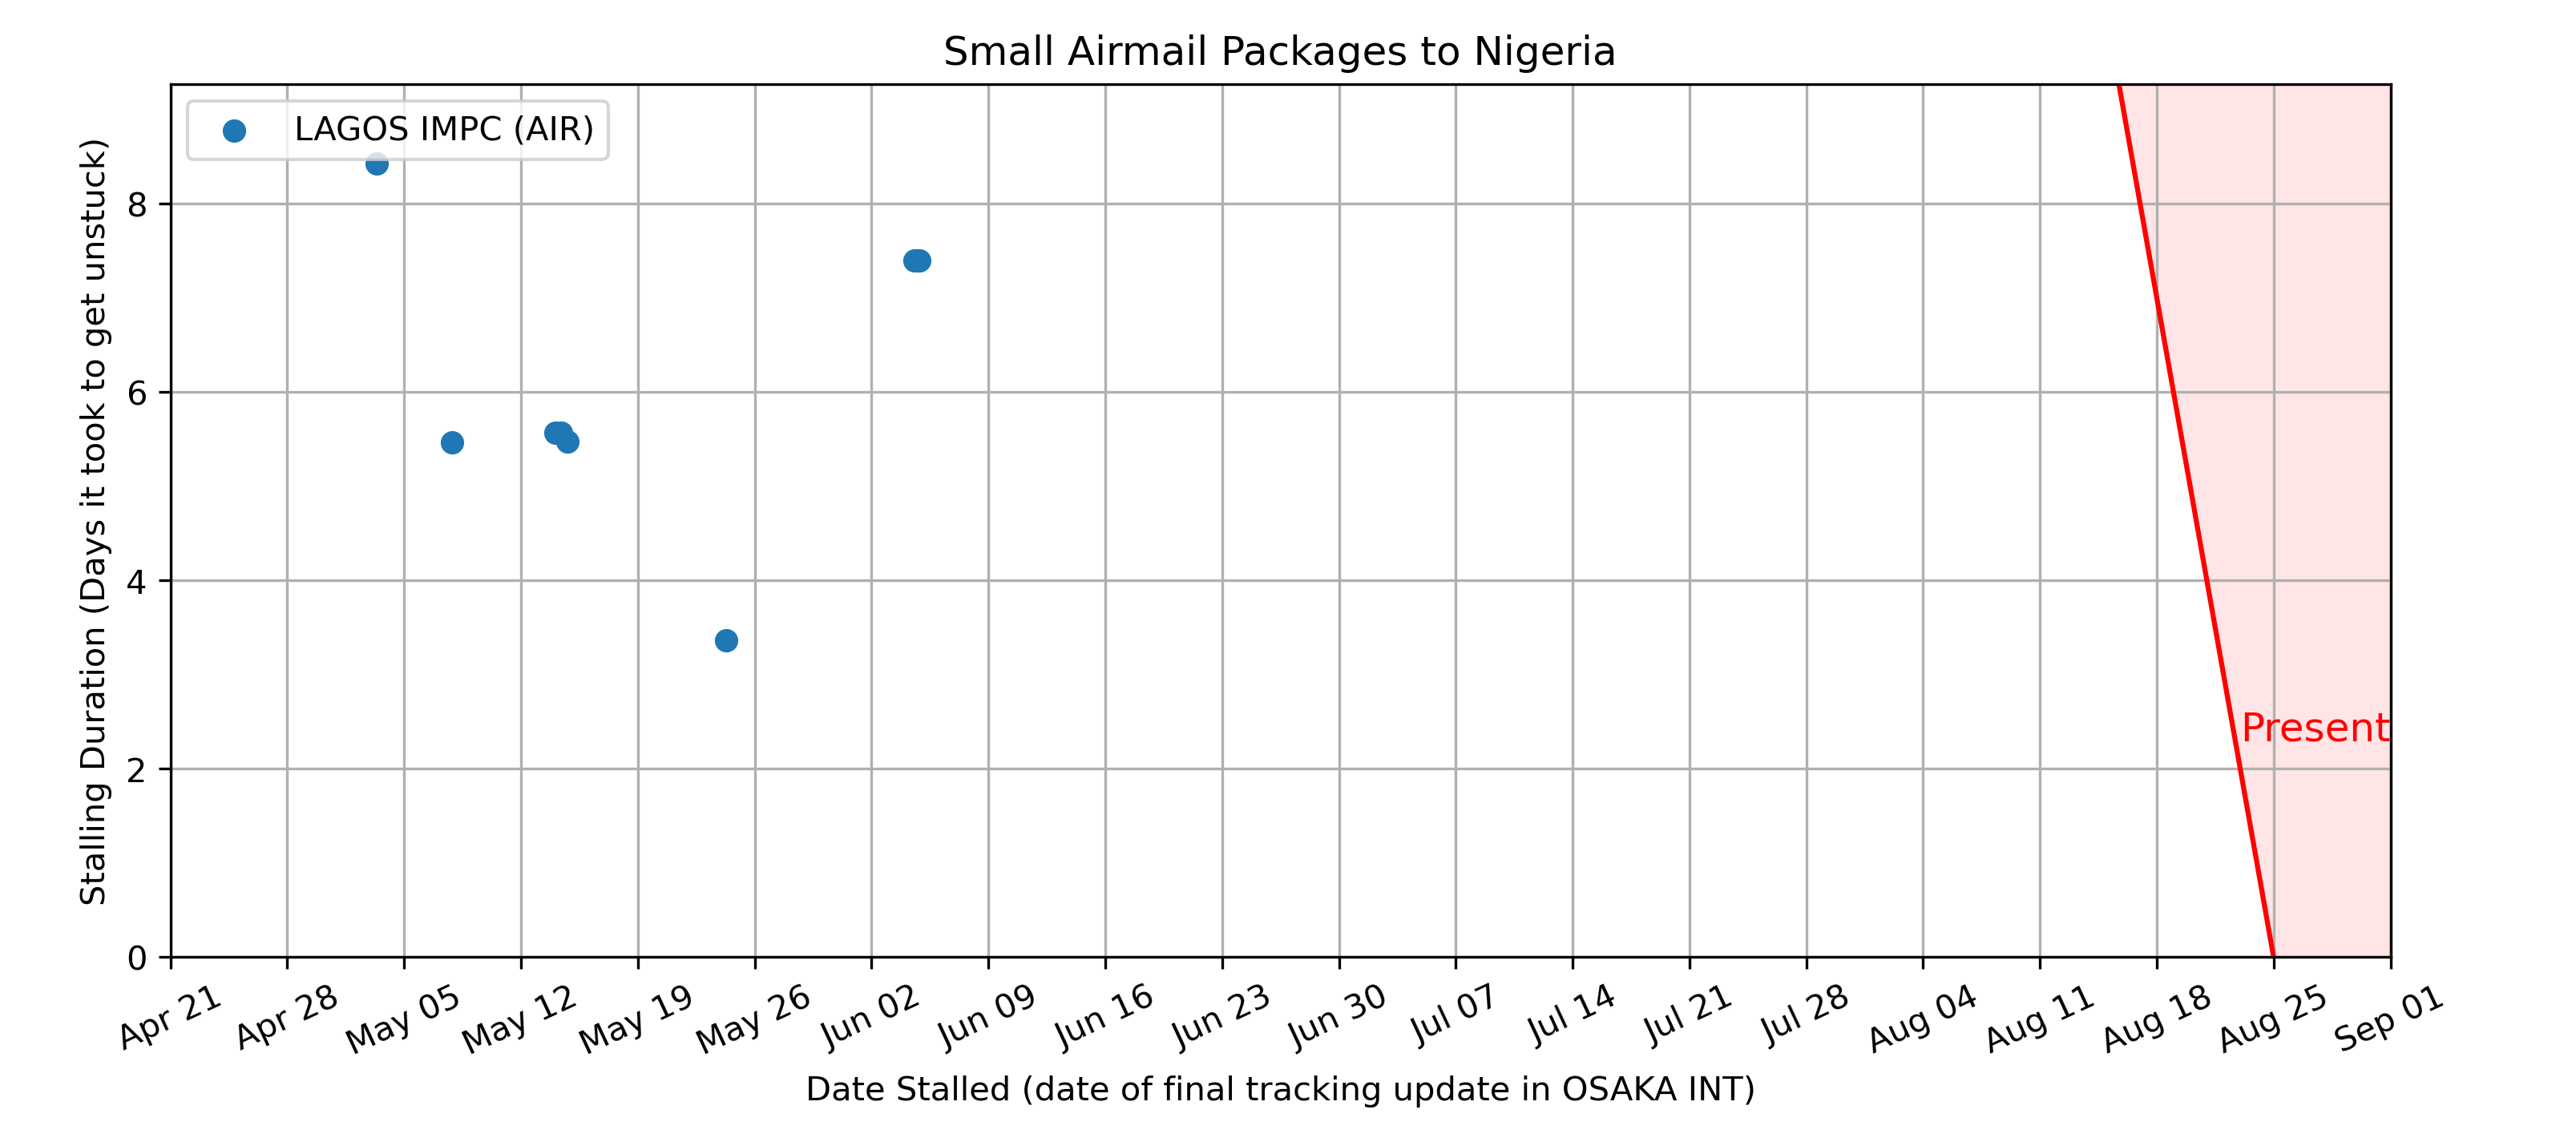 Small Airmail Packages to Nigeria
LAGOS IMPC (AIR)
Stalling Duration (Days it took to get unstuck)
8
6
4
2
0
Present
Apr 21
Apr 28
May 05
May 12
May 19
May 26
Jun 02
Jun 09
Jun 16
Jun 23
Jun 30
Jul 07
Jul 14
Jul 21
Jul 28
Aug 04
Aug 11
Aug 18
Aug 25
Sep 01
Date Stalled (date of final tracking update in OSAKA INT)